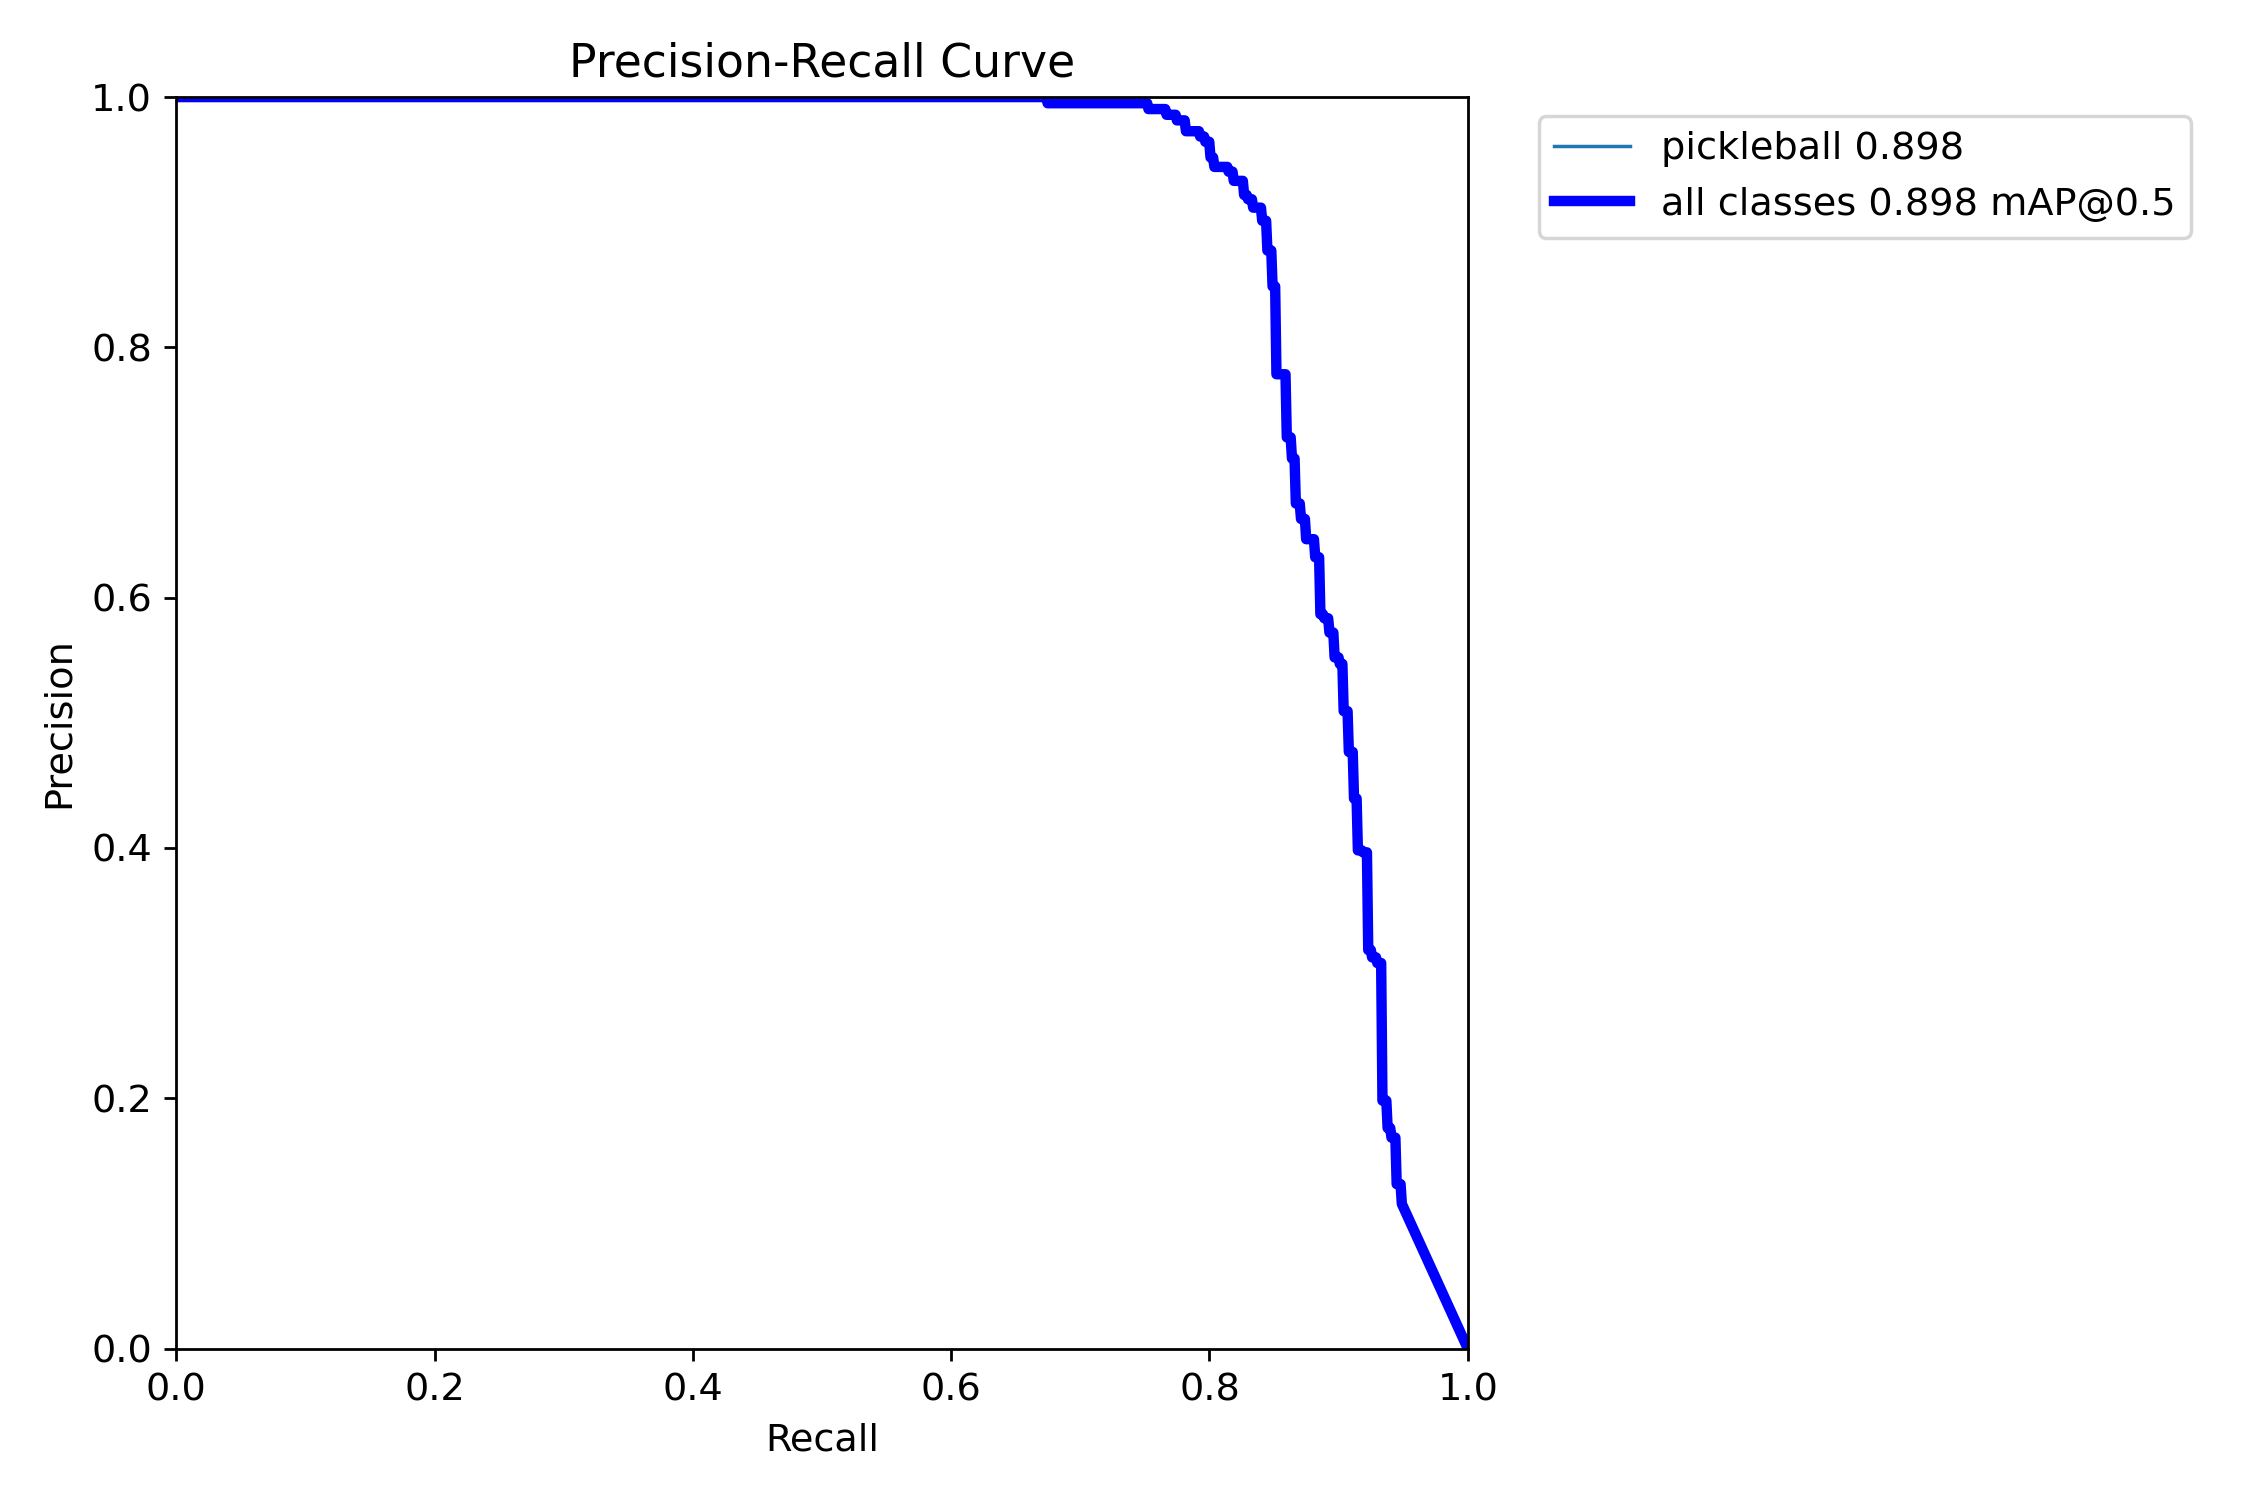 Precision-Recall Curve
pickleball 0.898
all classes 0.898 mAP@0.5
1.0
0.8
0.6
0.4
0.2
0.0
Precision
0.0 0.2 0.4 0.6 0.8 1.0
Recall